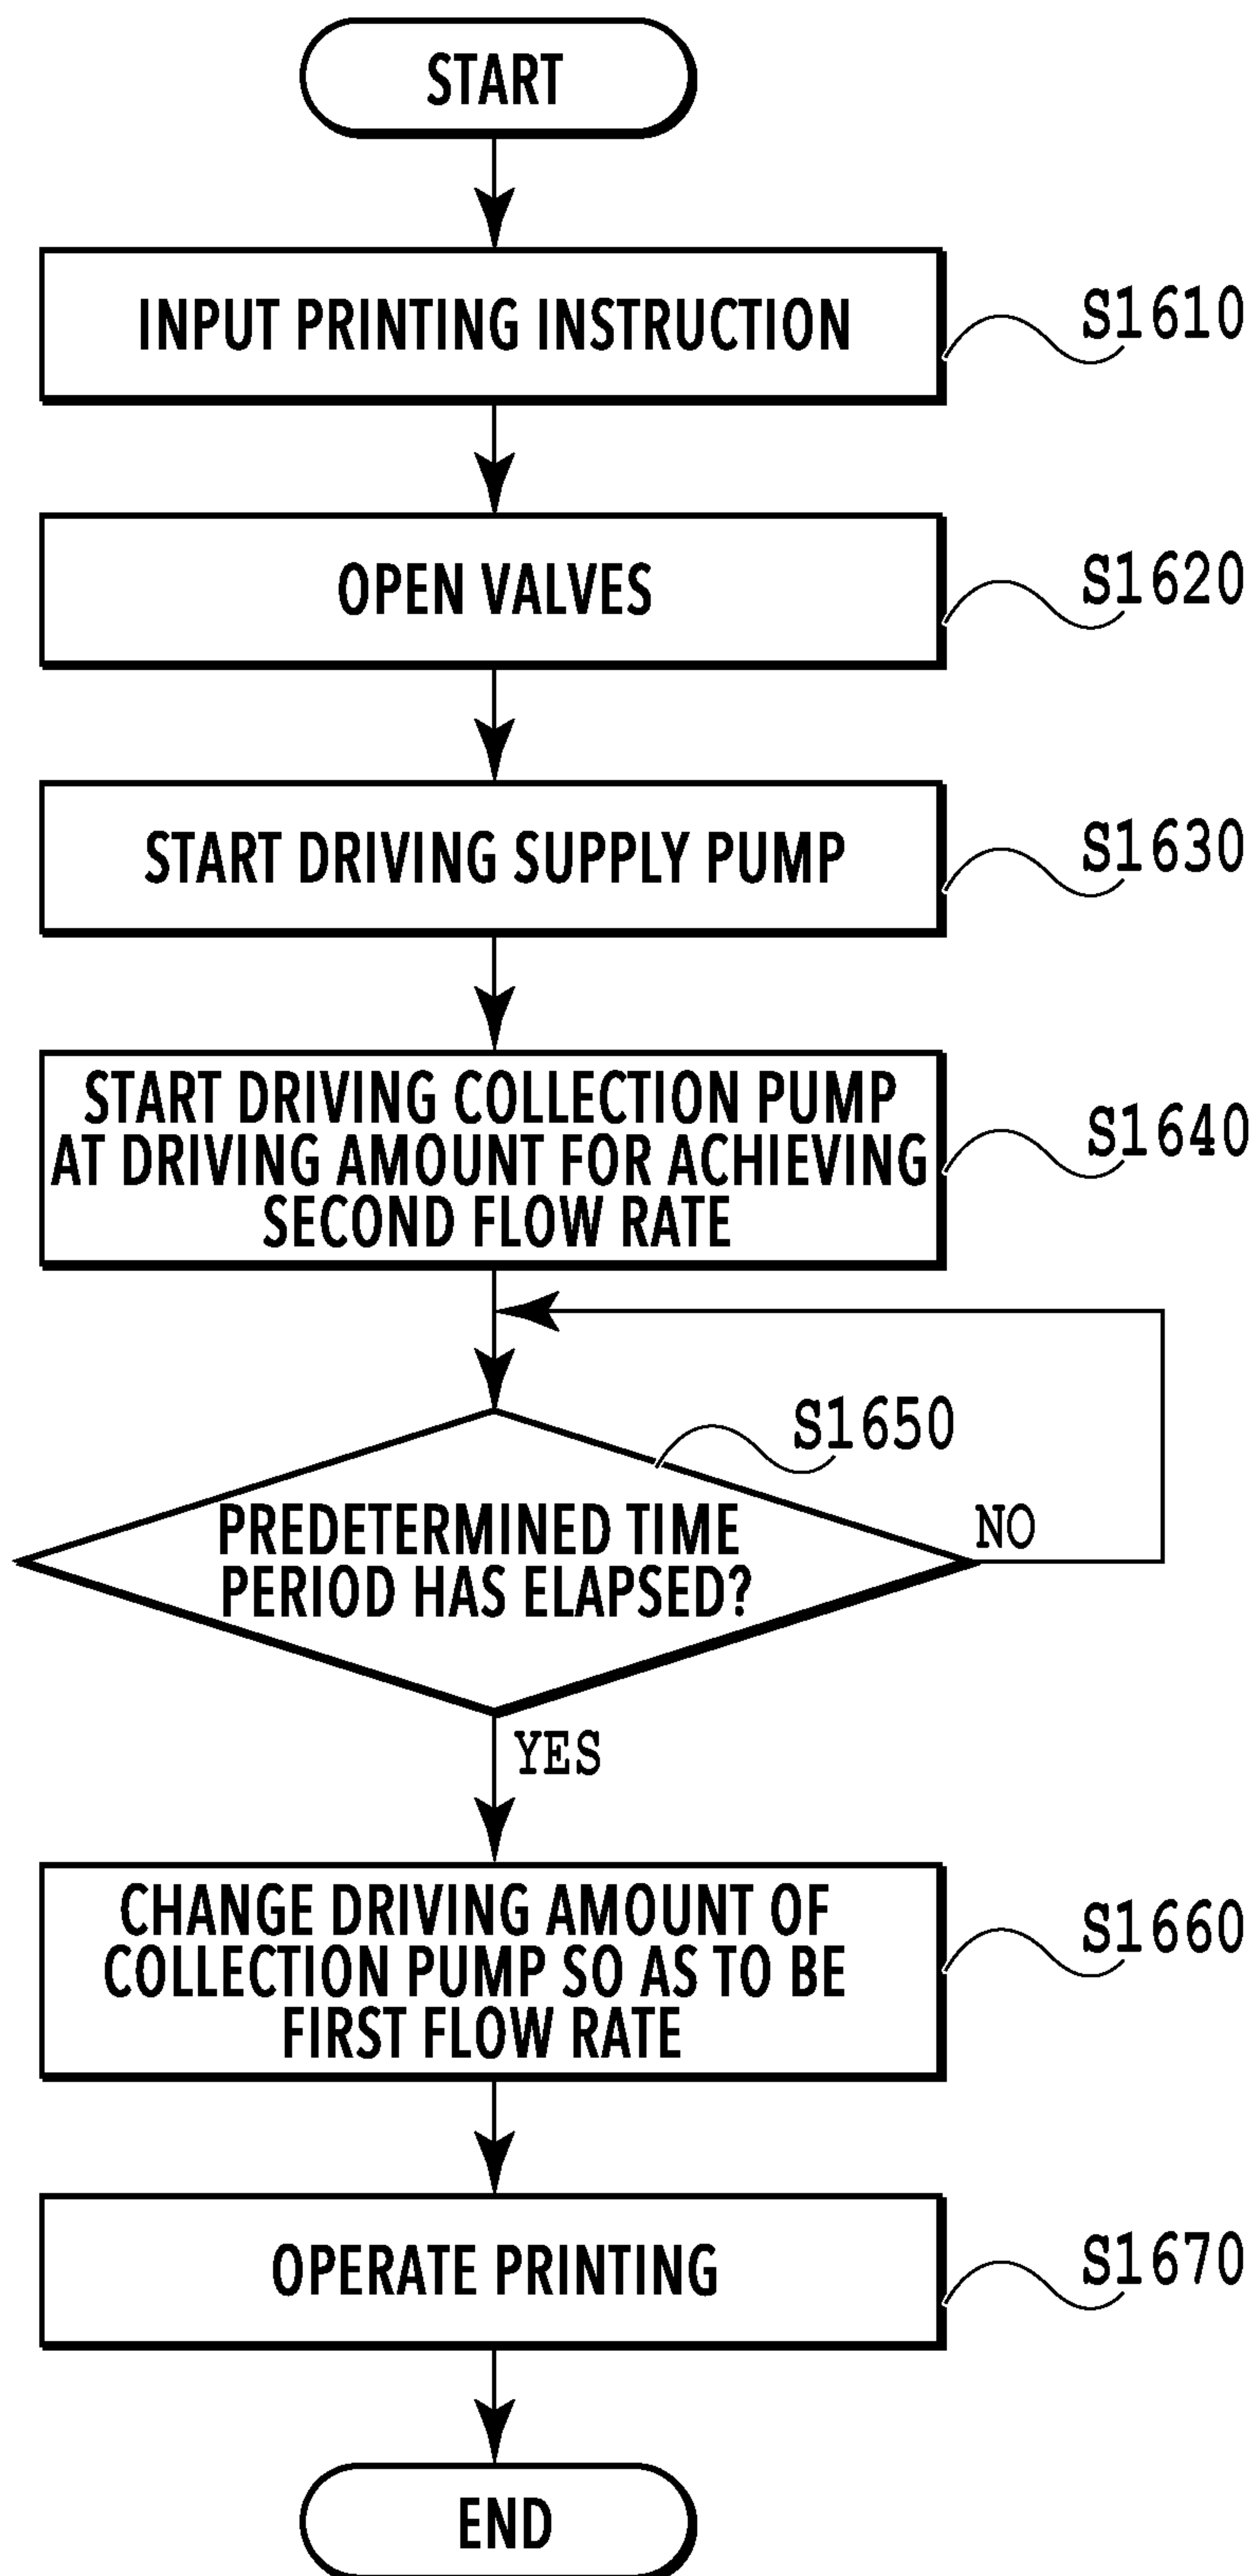 START
INPUT PRINTING INSTRUCTION
S1610
OPEN VALVES
S1620
START DRIVING SUPPLY PUMP
S1630
START DRIVING COLLECTION PUMP
AT DRIVING AMOUNT FOR ACHIEVING
SECOND FLOW RATE
S1640
S1650
PREDETERMINED TIME
PERIOD HAS ELAPSED?
NO
YES
CHANGE DRIVING AMOUNT OF
COLLECTION PUMP SO AS TO BE
FIRST FLOW RATE
S1660
OPERATE PRINTING
S1670
END